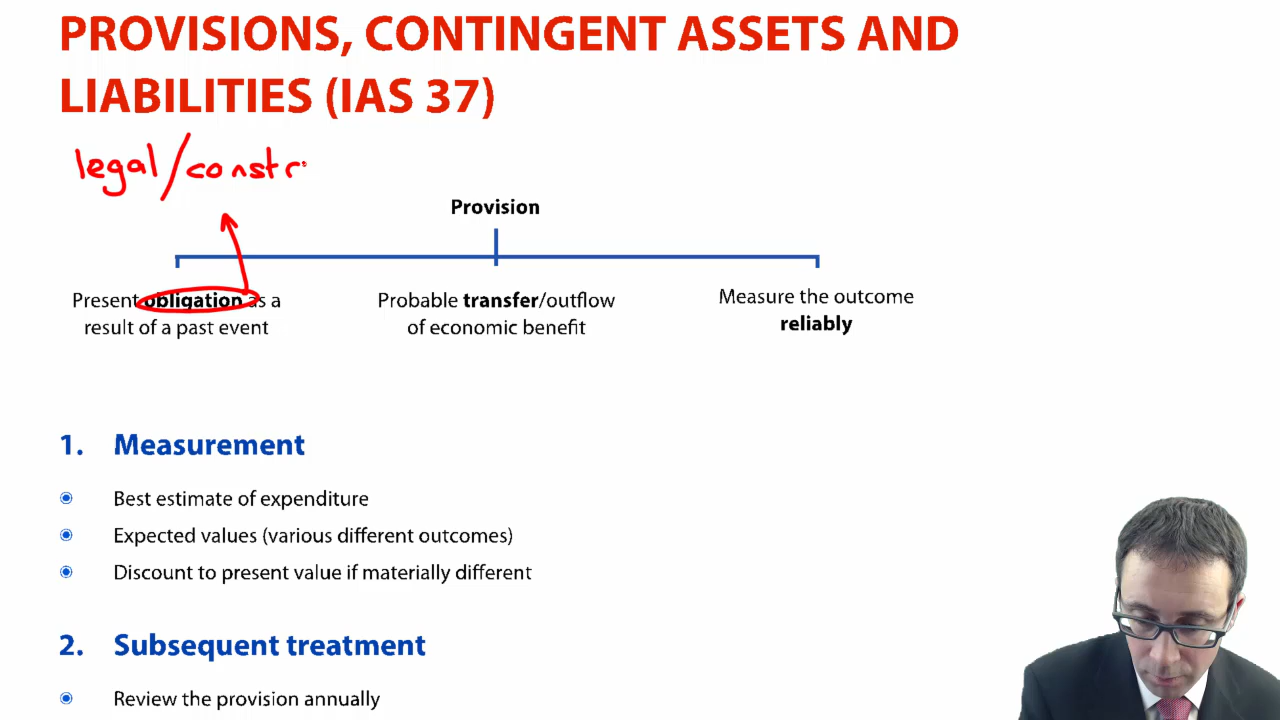 PROVISIONS, CONTINGENT ASSETS AND
LIABILITIES (IAS 37)
legal/constr
Provision
Present obligation as a
result of a past event
Probable transfer/outflow
of economic benefit
Measure the outcome
reliably
1. Measurement
Best estimate of expenditure
Expected values (various different outcomes)
Discount to present value if materially different
2. Subsequent treatment
Review the provision annually